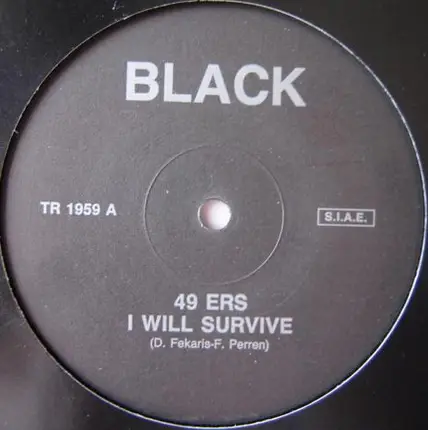 BLACK
TR 1959 A
S.I.A.E.
49 ERS
I WILL SURVIVE
(D. Fekaris-F. Perren)